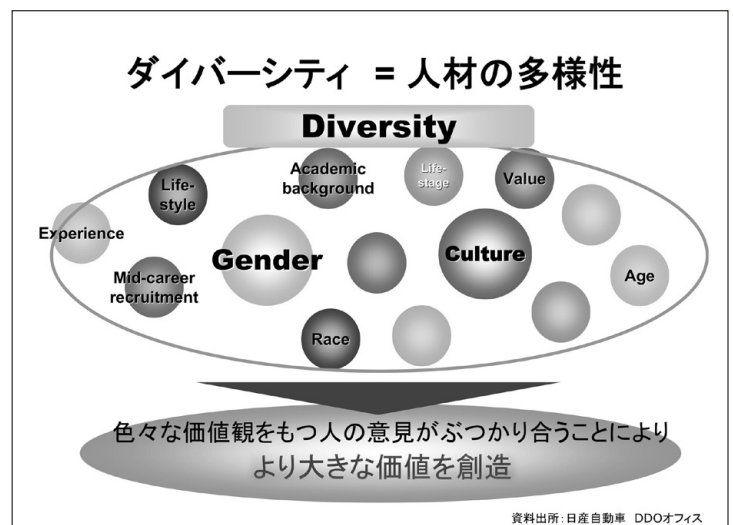 ダイバーシティ = 人材の多様性
Diversity
Life-
style
Academic
background
Life-
stage
Value
Experience
Gender
Culture
Mid-career
recruitment
Age
Race
色々な価値観をもつ人の意見がぶつかり合うことにより
より大きな価値を創造
資料出所:日産自動車 DDOオフィス